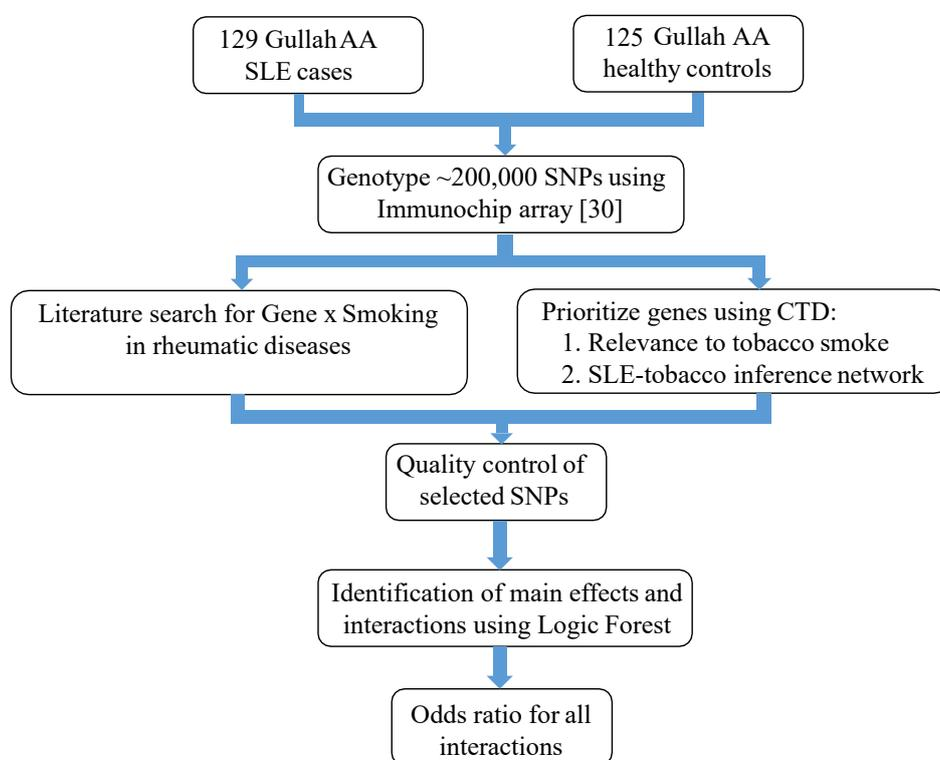 129 Gullah AA
SLE cases
125 Gullah AA
healthy controls
Genotype ~200,000 SNPs using
Immunochip array [30]
Literature search for Gene x Smoking
in rheumatic diseases
Prioritize genes using CTD:
1. Relevance to tobacco smoke
2. SLE-tobacco inference network
Quality control of
selected SNPs
Identification of main effects and
interactions using Logic Forest
Odds ratio for all
interactions